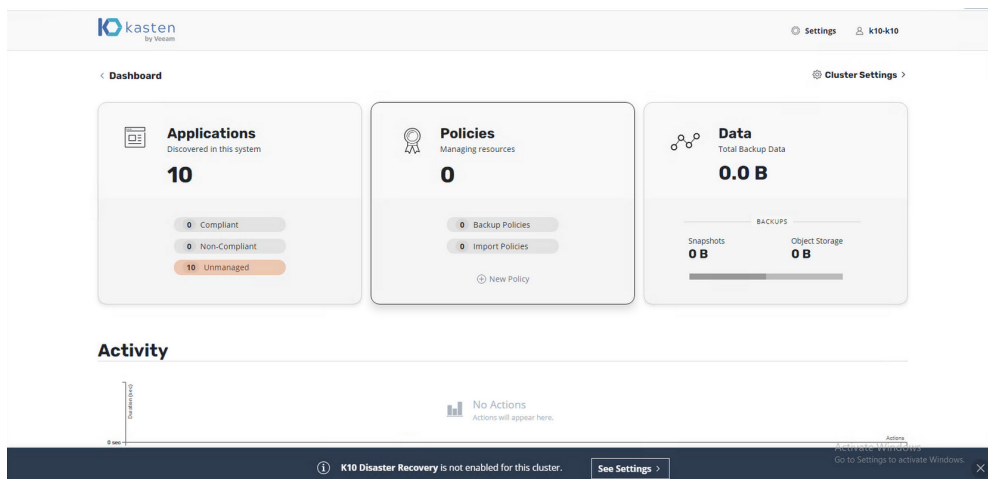 kasten
by Veeam
Settings
k10-k10
< Dashboard
Cluster Settings >
Applications
Discovered in this system
10
0 Compliant
0 Non-Compliant
10 Unmanaged
Policies
Managing resources
0
0 Backup Policies
0 Import Policies
New Policy
Data
Total Backup Data
0.0 B
BACKUPS
Snapshots
0 B
Object Storage
0 B
Activity
Duration (sec)
0 sec
No Actions
Actions will appear here.
Actions
Activate Windows
Go to Settings to activate Windows.
K10 Disaster Recovery is not enabled for this cluster.
See Settings >